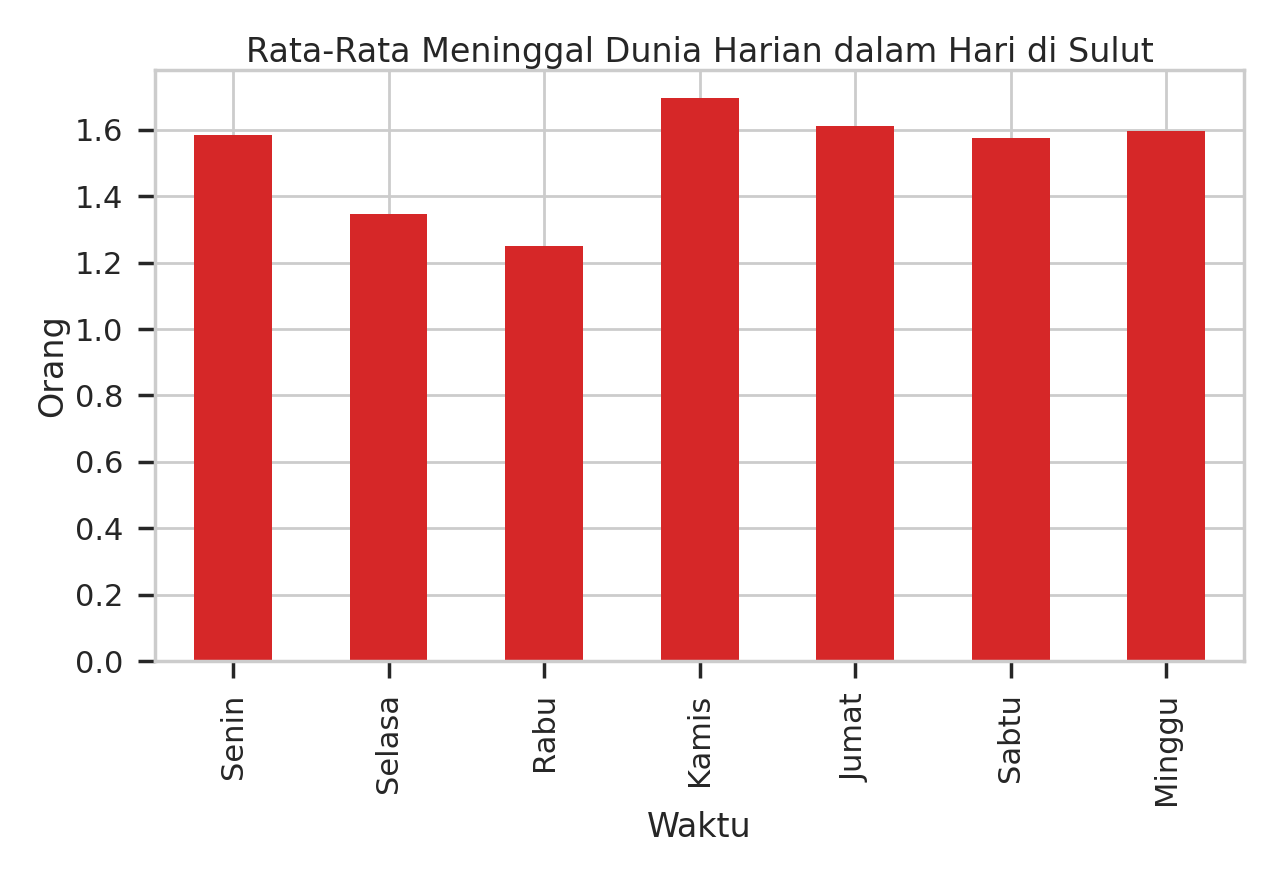 Rata-Rata Meninggal Dunia Harian dalam Hari di Sulut
Orang
1.6
1.4
1.2
1.0
0.8
0.6
0.4
0.2
0.0
Senin
Selasa
Rabu
Kamis
Jumat
Sabtu
Minggu
Waktu